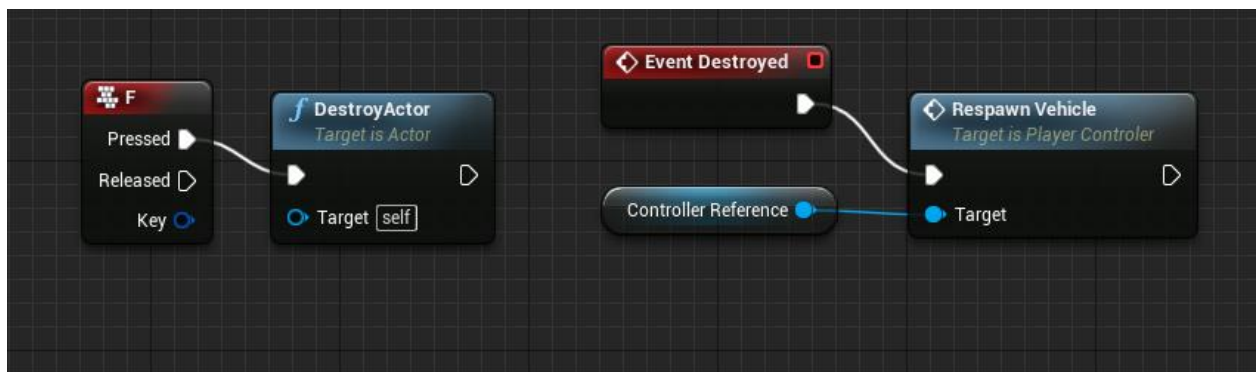 F
Pressed
Released
Key
f DestroyActor
Target is Actor
Target self
Event Destroyed
Controller Reference
Respawn Vehicle
Target is Player Controler
Target